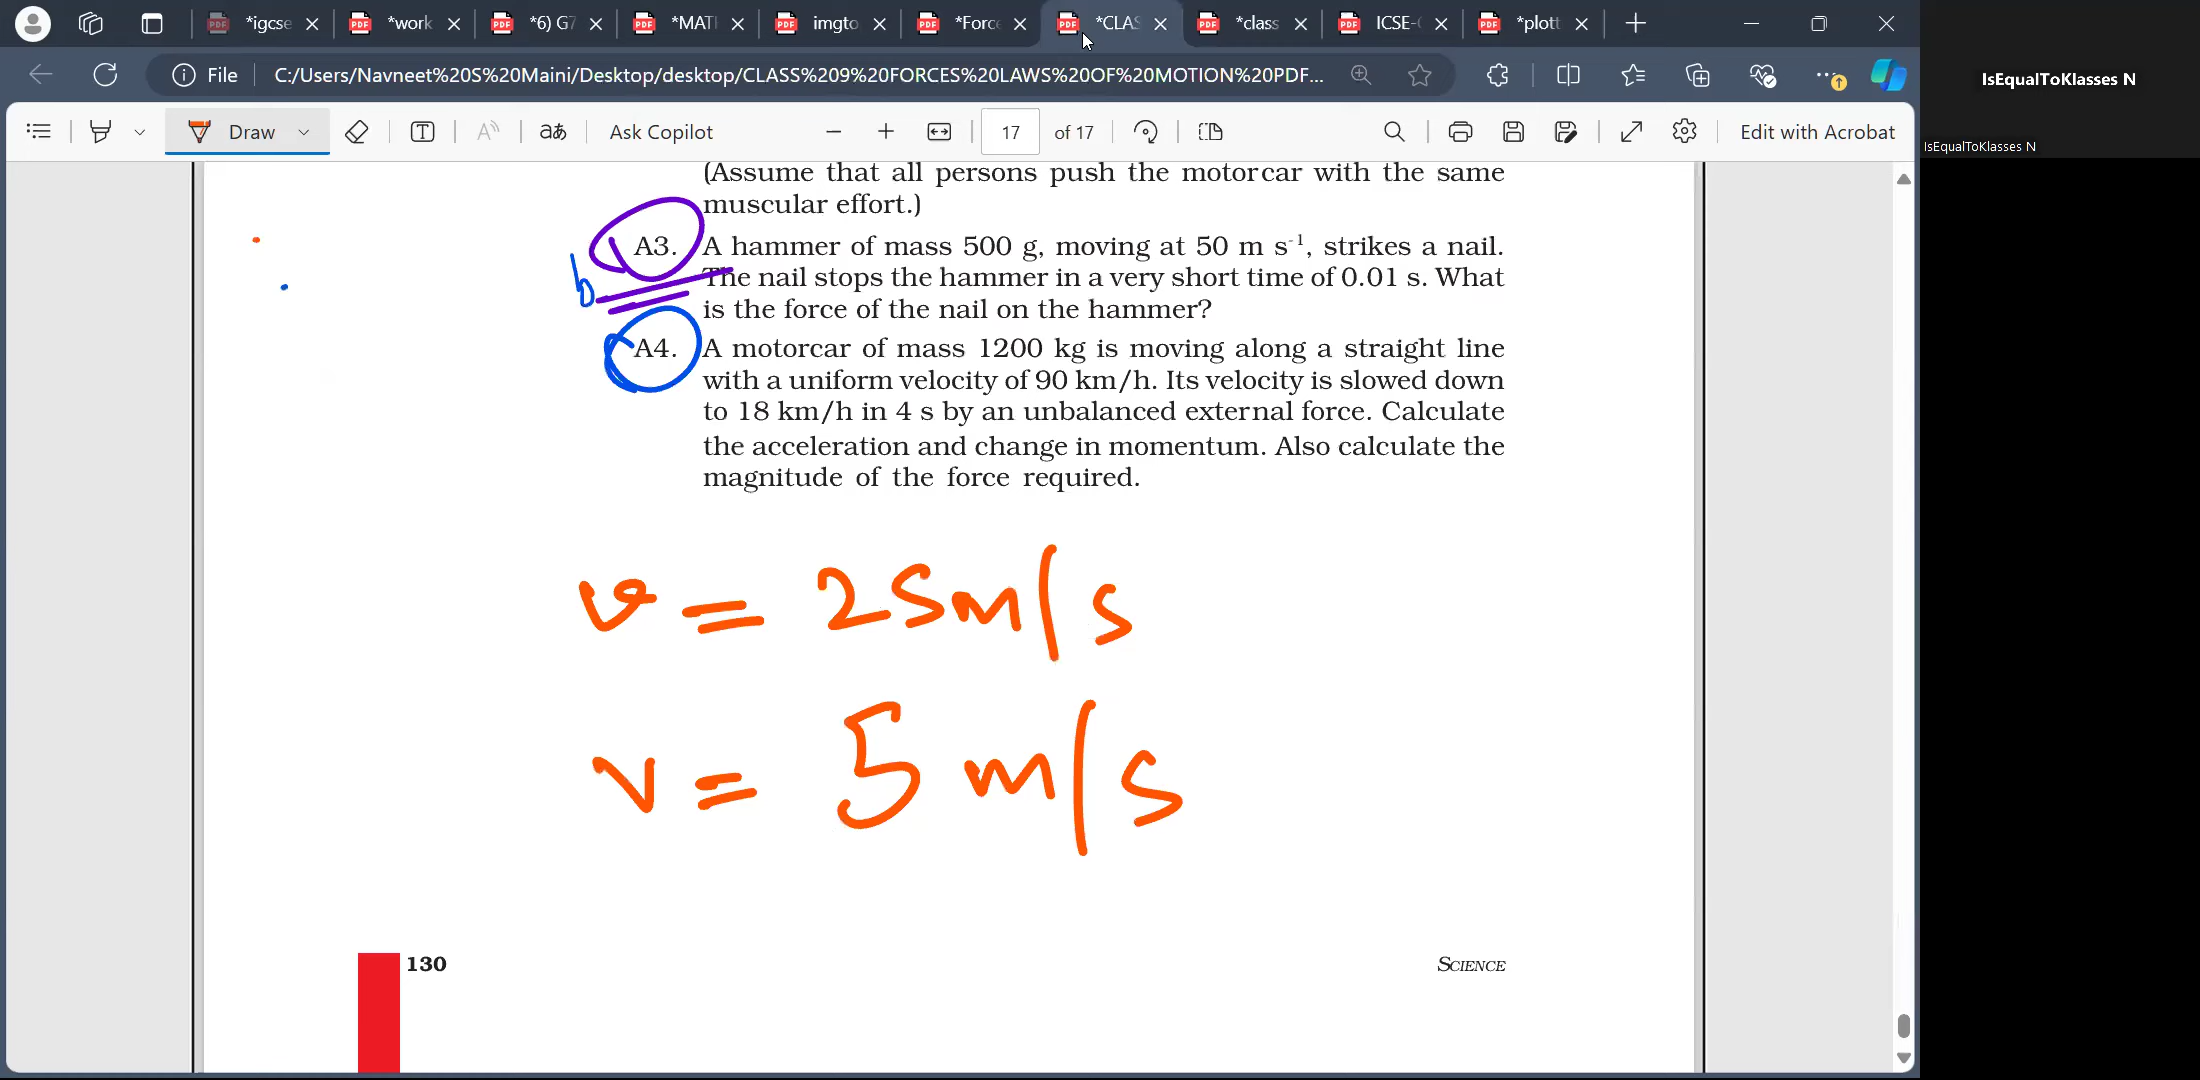 *igcse
*work
*6) G7
*MATI
imgto
*Force
*CLAS
*class
ICSE-
*plott
File
C:/Users/Navneet%20S%20Maini/Desktop/desktop/CLASS%209%20FORCES%20LAWS%20OF%20MOTION%20PDF...
Draw
aあ
Ask Copilot
17
of 17
Edit with Acrobat
IsEqualToKlasses N
IsEqualToKlasses N
(Assume that all persons push the motorcar with the same
muscular effort.)
A3. A hammer of mass 500 g, moving at 50 m s⁻¹, strikes a nail.
The nail stops the hammer in a very short time of 0.01 s. What
is the force of the nail on the hammer?
b
A4. A motorcar of mass 1200 kg is moving along a straight line
with a uniform velocity of 90 km/h. Its velocity is slowed down
to 18 km/h in 4 s by an unbalanced external force. Calculate
the acceleration and change in momentum. Also calculate the
magnitude of the force required.
v = 25m/s
v = 5 m/s
130
SCIENCE